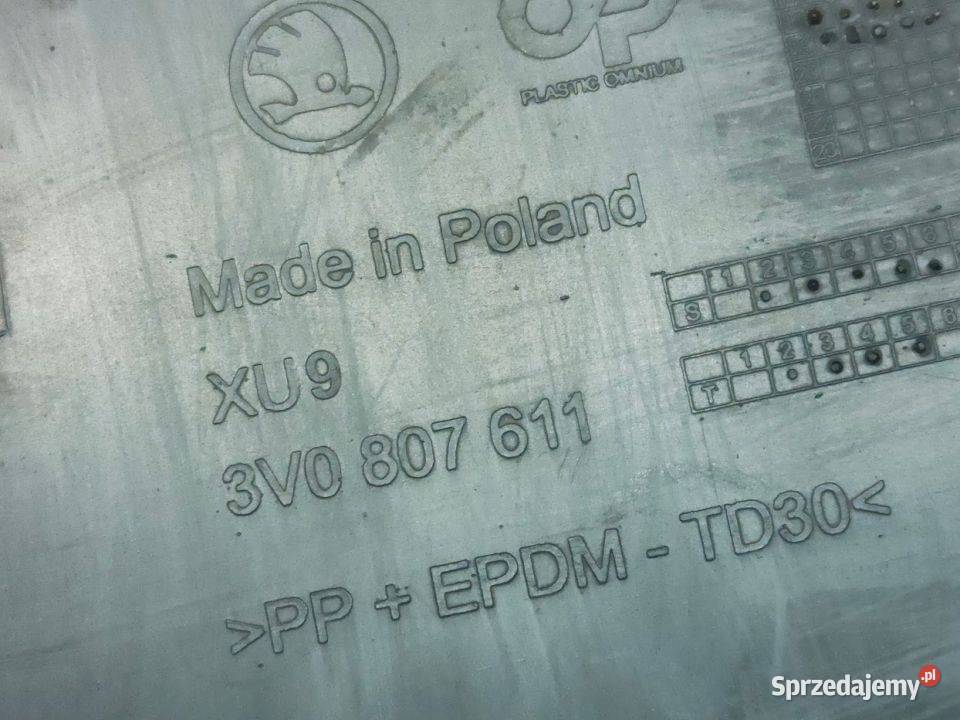 PLASTIC OMNIUM
Made in Poland
1 2 3 4 5 6
S
XU9
1 2 3 4 5 6
T
3V0 807 611
>PP + EPDM - TD30<
Sprzedajemy.pl